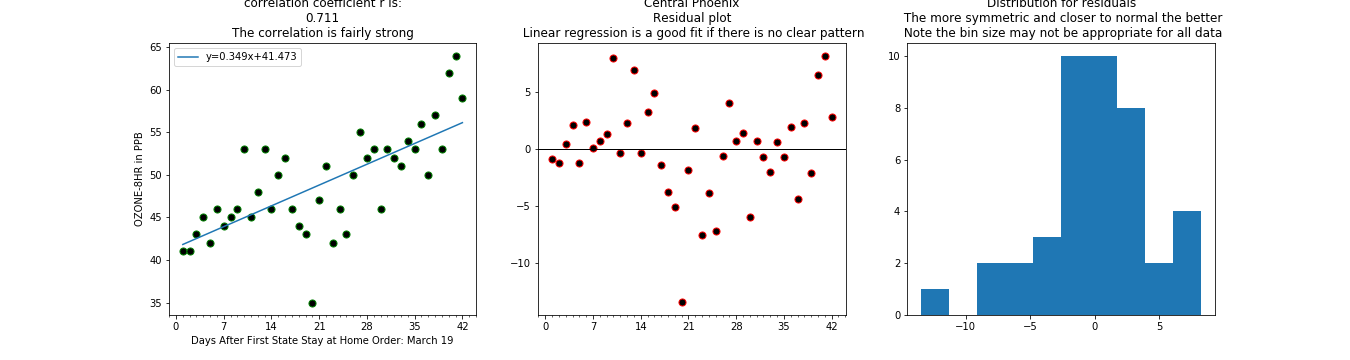 correlation coefficient r is:
0.711
The correlation is fairly strong
y=0.349x+41.473
65
60
55
50
45
40
35
OZONE-8HR in PPB
0 7 14 21 28 35 42
Days After First State Stay at Home Order: March 19
Central Phoenix
Residual plot
Linear regression is a good fit if there is no clear pattern
5
0
−5
−10
0 7 14 21 28 35 42
Distribution for residuals
The more symmetric and closer to normal the better
Note the bin size may not be appropriate for all data
10
8
6
4
2
0
−10 −5 0 5